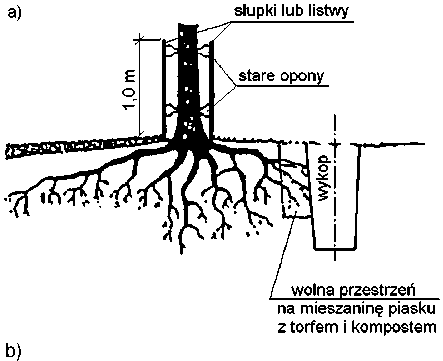 a)
słupki lub listwy
stare opony
1,0 m
wykop
wolna przestrzeń
na mieszaninę piasku
z torfem i kompostem
b)